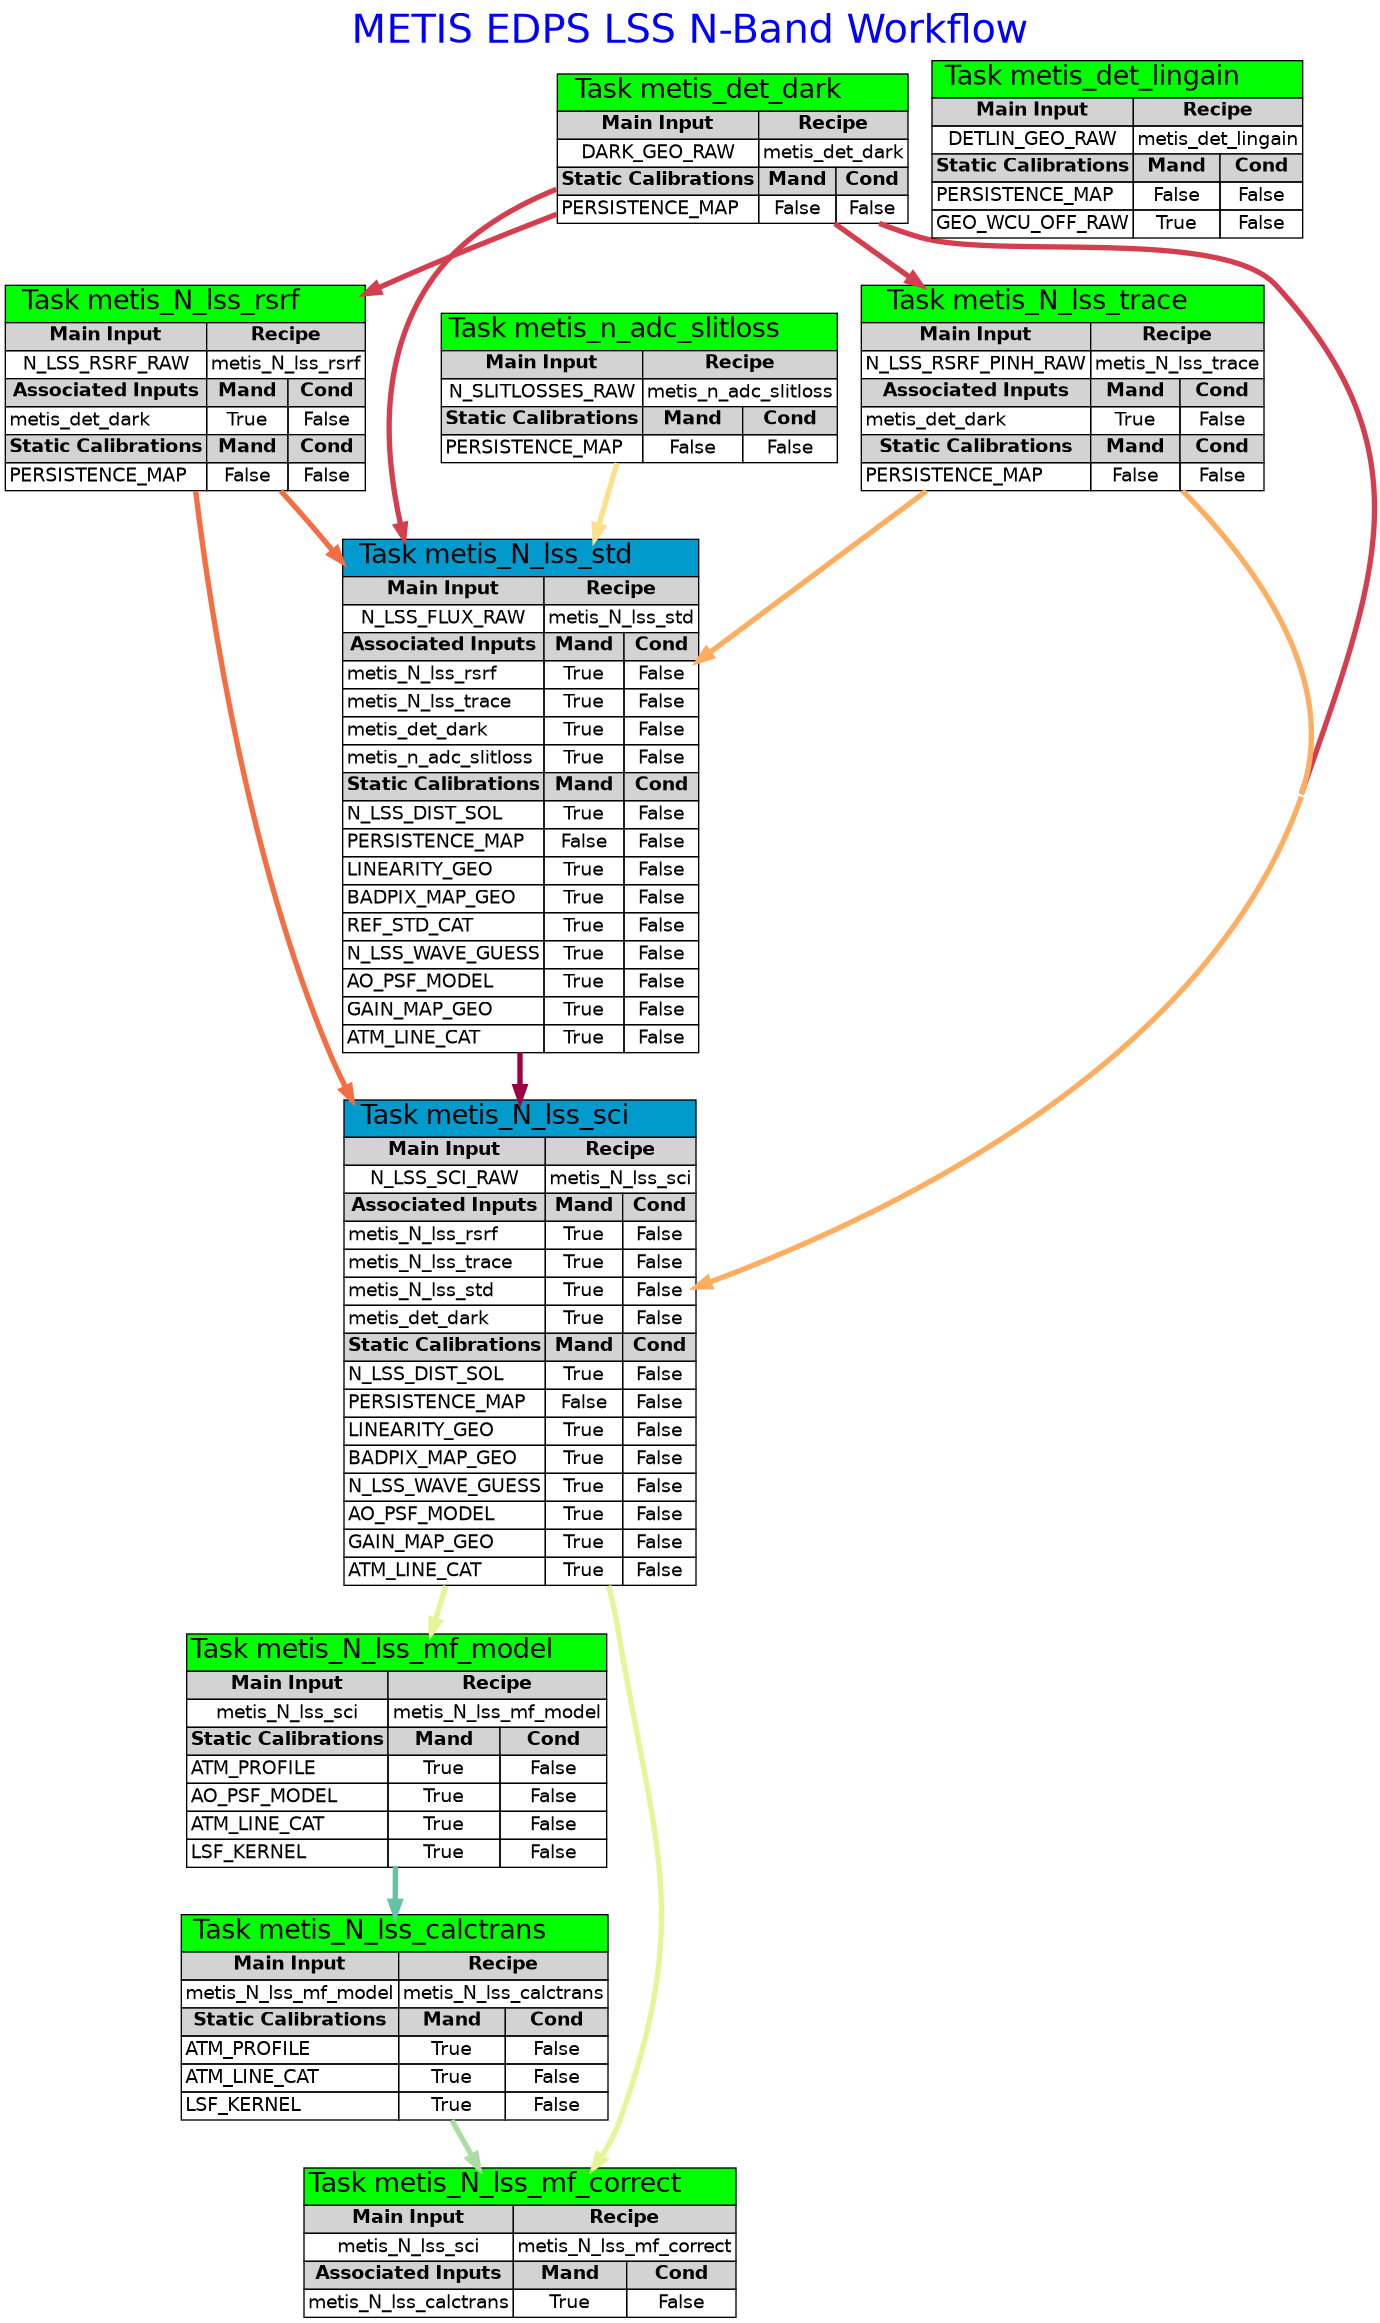 METIS EDPS LSS N-Band Workflow
Task metis_det_dark
Main Input Recipe
DARK_GEO_RAW metis_det_dark
Static Calibrations Mand Cond
PERSISTENCE_MAP False False
Task metis_det_lingain
Main Input Recipe
DETLIN_GEO_RAW metis_det_lingain
Static Calibrations Mand Cond
PERSISTENCE_MAP False False
GEO_WCU_OFF_RAW True False
Task metis_N_lss_rsrf
Main Input Recipe
N_LSS_RSRF_RAW metis_N_lss_rsrf
Associated Inputs Mand Cond
metis_det_dark True False
Static Calibrations Mand Cond
PERSISTENCE_MAP False False
Task metis_n_adc_slitloss
Main Input Recipe
N_SLITLOSSES_RAW metis_n_adc_slitloss
Static Calibrations Mand Cond
PERSISTENCE_MAP False False
Task metis_N_lss_trace
Main Input Recipe
N_LSS_RSRF_PINH_RAW metis_N_lss_trace
Associated Inputs Mand Cond
metis_det_dark True False
Static Calibrations Mand Cond
PERSISTENCE_MAP False False
Task metis_N_lss_std
Main Input Recipe
N_LSS_FLUX_RAW metis_N_lss_std
Associated Inputs Mand Cond
metis_N_lss_rsrf True False
metis_N_lss_trace True False
metis_det_dark True False
metis_n_adc_slitloss True False
Static Calibrations Mand Cond
N_LSS_DIST_SOL True False
PERSISTENCE_MAP False False
LINEARITY_GEO True False
BADPIX_MAP_GEO True False
REF_STD_CAT True False
N_LSS_WAVE_GUESS True False
AO_PSF_MODEL True False
GAIN_MAP_GEO True False
ATM_LINE_CAT True False
Task metis_N_lss_sci
Main Input Recipe
N_LSS_SCI_RAW metis_N_lss_sci
Associated Inputs Mand Cond
metis_N_lss_rsrf True False
metis_N_lss_trace True False
metis_N_lss_std True False
metis_det_dark True False
Static Calibrations Mand Cond
N_LSS_DIST_SOL True False
PERSISTENCE_MAP False False
LINEARITY_GEO True False
BADPIX_MAP_GEO True False
N_LSS_WAVE_GUESS True False
AO_PSF_MODEL True False
GAIN_MAP_GEO True False
ATM_LINE_CAT True False
Task metis_N_lss_mf_model
Main Input Recipe
metis_N_lss_sci metis_N_lss_mf_model
Static Calibrations Mand Cond
ATM_PROFILE True False
AO_PSF_MODEL True False
ATM_LINE_CAT True False
LSF_KERNEL True False
Task metis_N_lss_calctrans
Main Input Recipe
metis_N_lss_mf_model metis_N_lss_calctrans
Static Calibrations Mand Cond
ATM_PROFILE True False
ATM_LINE_CAT True False
LSF_KERNEL True False
Task metis_N_lss_mf_correct
Main Input Recipe
metis_N_lss_sci metis_N_lss_mf_correct
Associated Inputs Mand Cond
metis_N_lss_calctrans True False